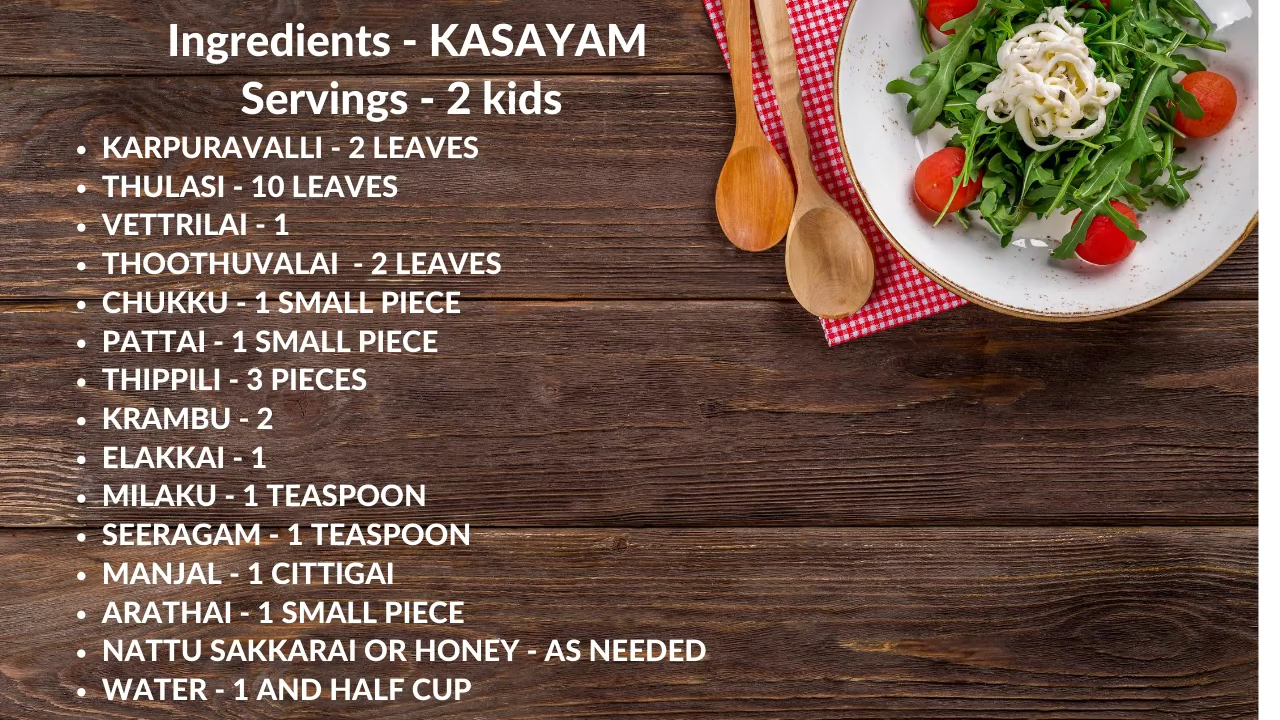 Ingredients - KASAYAM
Servings - 2 kids
• KARPURAVALLI - 2 LEAVES
• THULASI - 10 LEAVES
• VETTRILAI - 1
• THOOTHUVALAI  - 2 LEAVES
• CHUKKU - 1 SMALL PIECE
• PATTAI - 1 SMALL PIECE
• THIPPILI - 3 PIECES
• KRAMBU - 2
• ELAKKAI - 1
• MILAKU - 1 TEASPOON
• SEERAGAM - 1 TEASPOON
• MANJAL - 1 CITTIGAI
• ARATHAI - 1 SMALL PIECE
• NATTU SAKKARAI OR HONEY - AS NEEDED
• WATER - 1 AND HALF CUP